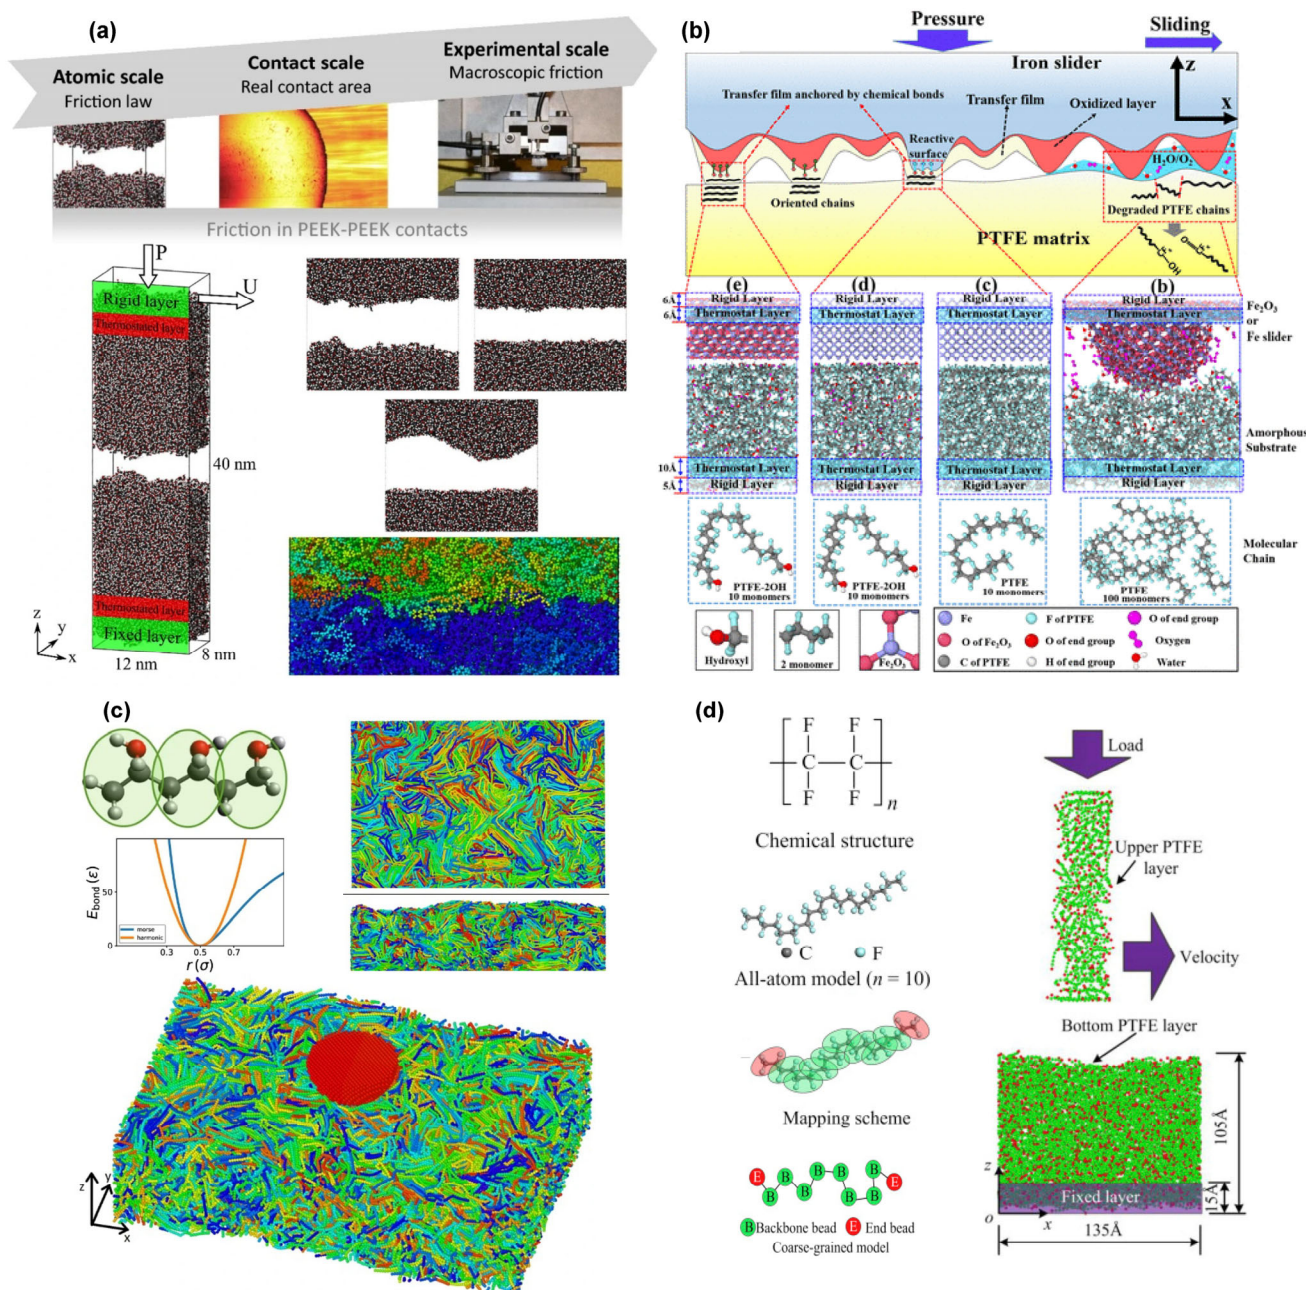 (a)
Atomic scale
Friction law
Contact scale
Real contact area
Experimental scale
Macroscopic friction
Friction in PEEK-PEEK contacts
P
U
Rigid layer
Thermostated layer
40 nm
Thermostated layer
Fixed layer
z
y
x
12 nm
8 nm
(b)
Pressure
Sliding
Iron slider
z
x
Transfer film anchored by chemical bonds
Transfer film
Oxidized layer
Reactive
surface
H₂O/O₂
Oriented chains
Degraded PTFE chains
PTFE matrix
OH
(e)
(d)
(c)
(b)
6Å
Rigid Layer
Rigid Layer
Rigid Layer
Rigid Layer
6Å
Thermostat Layer
Thermostat Layer
Thermostat Layer
Thermostat Layer
Fe₂O₃
or
Fe slider
Amorphous
Substrate
10Å
Thermostat Layer
Thermostat Layer
Thermostat Layer
Thermostat Layer
5Å
Rigid Layer
Rigid Layer
Rigid Layer
Rigid Layer
PTFE-2OH
10 monomers
PTFE-2OH
10 monomers
PTFE
10 monomers
PTFE
100 monomers
Molecular
Chain
Hydroxyl
2 monomer
Fe₂O₃
Fe
F of PTFE
O of end group
O of Fe₂O₃
O of end group
Oxygen
C of PTFE
H of end group
Water
(c)
E_bond (ε)
50
0
morse
harmonic
0.3
0.5
0.7
r (σ)
z
y
x
(d)
F F
C C
F F
n
Chemical structure
C
F
All-atom model (n = 10)
Mapping scheme
E
B
B
B
B
B
B
B
B
E
B Backbone bead
E End bead
Coarse-grained model
Load
Upper PTFE
layer
Velocity
Bottom PTFE layer
105Å
15Å
z
Fixed layer
o
x
135Å